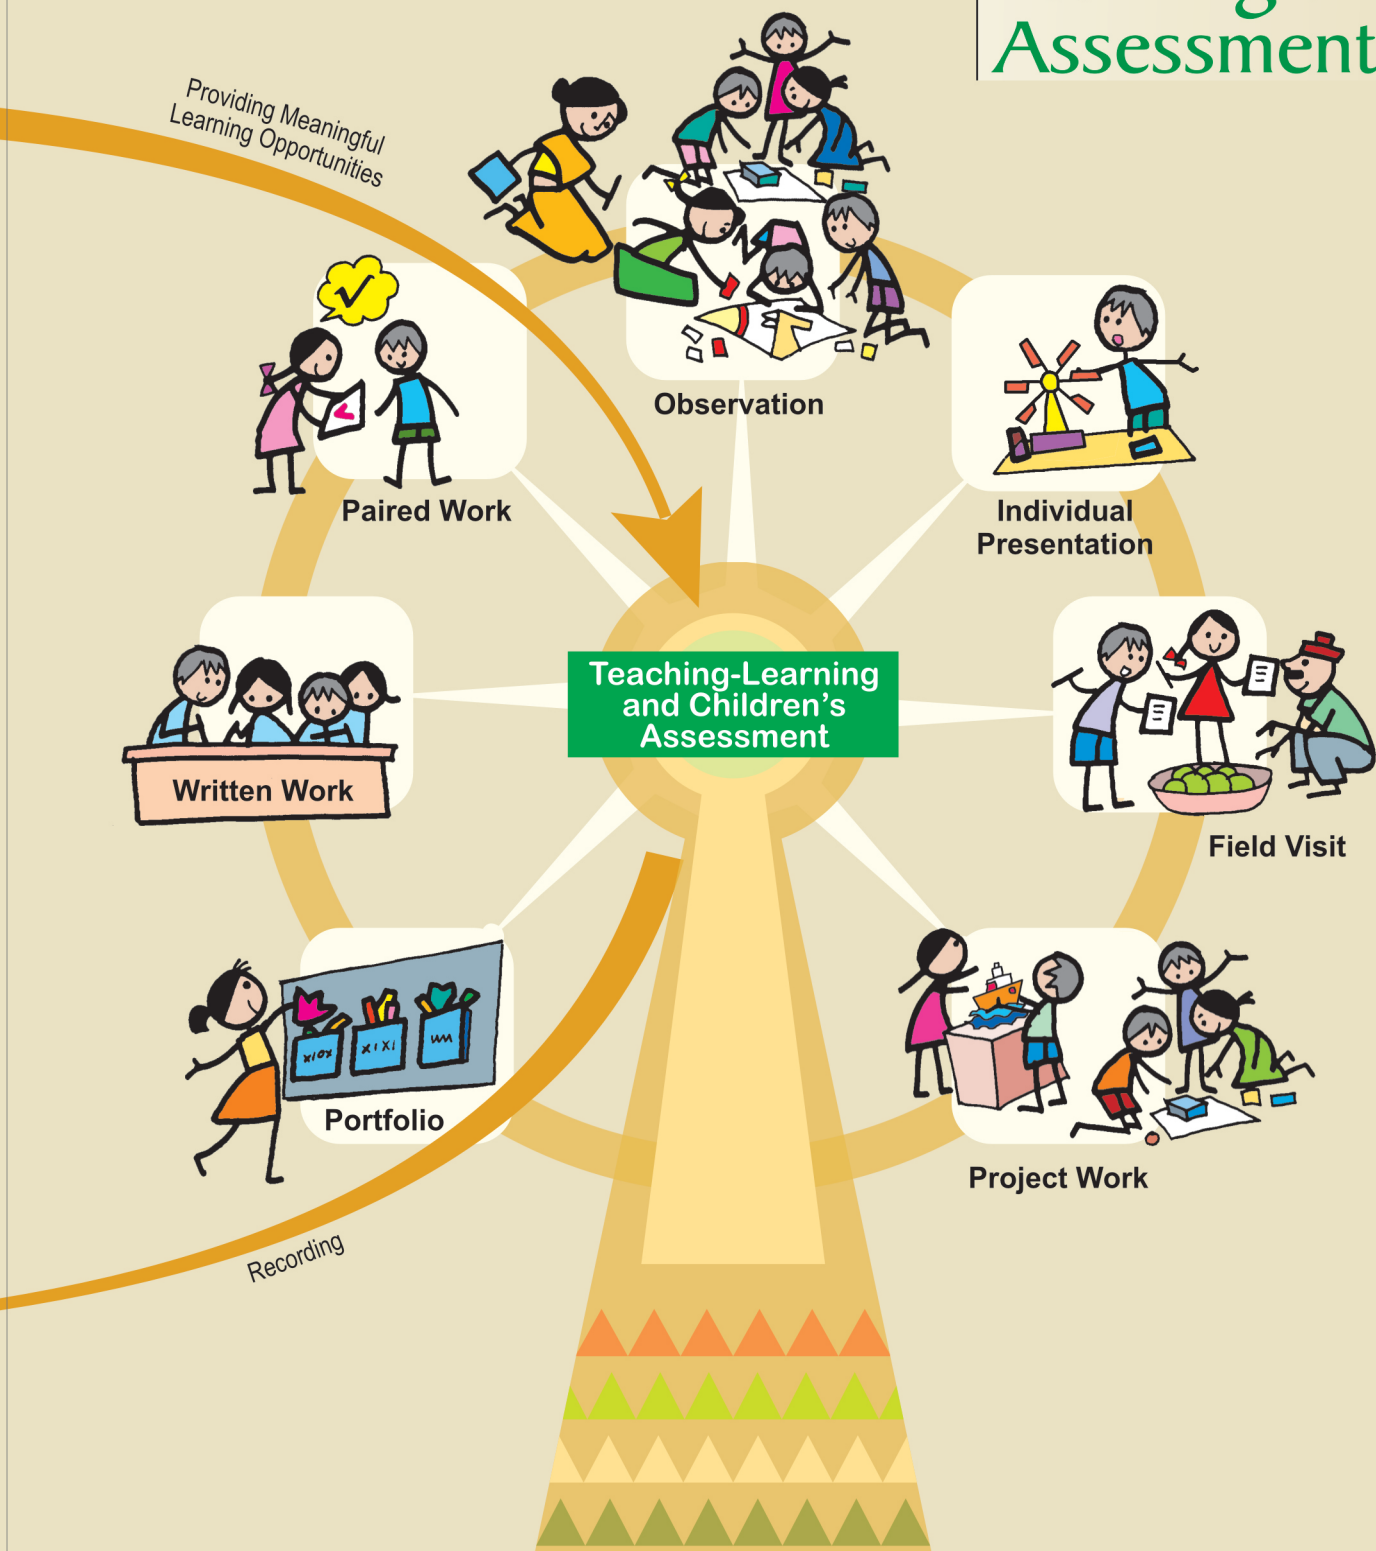 Assessment
Providing Meaningful
Learning Opportunities
Observation
Paired Work
Individual
Presentation
Teaching-Learning
and Children's
Assessment
Written Work
Field Visit
Portfolio
Project Work
Recording